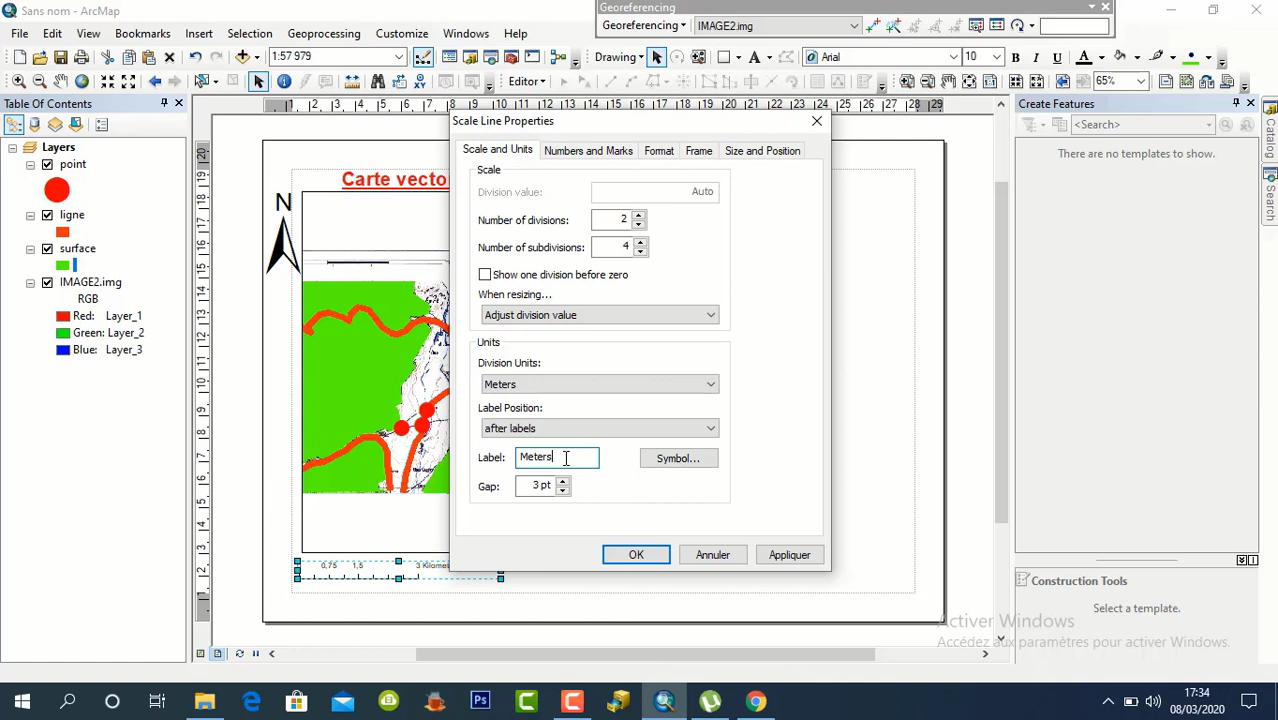 Sans nom - ArcMap
Georeferencing
File Edit View Bookmarks Insert Selection Geoprocessing Customize Windows Help
Georeferencing IMAGE2.img
1:57 979
Drawing Arial 10 B I U
Editor 65%
Table Of Contents
Layers
point
ligne
surface
IMAGE2.img
RGB
Red: Layer_1
Green: Layer_2
Blue: Layer_3
Carte vecto
N
0,75 1,5
Scale Line Properties
Scale and Units Numbers and Marks Format Frame Size and Position
Scale
Division value: Auto
Number of divisions: 2
Number of subdivisions: 4
Show one division before zero
When resizing...
Adjust division value
Units
Division Units:
Meters
Label Position:
after labels
Label: Meters Symbol...
Gap: 3 pt
OK Annuler Appliquer
Create Features
<Search>
There are no templates to show.
Catalog
Search
Construction Tools
Select a template.
Activer Windows
Accédez aux paramètres pour activer Windows.
17:34
08/03/2020